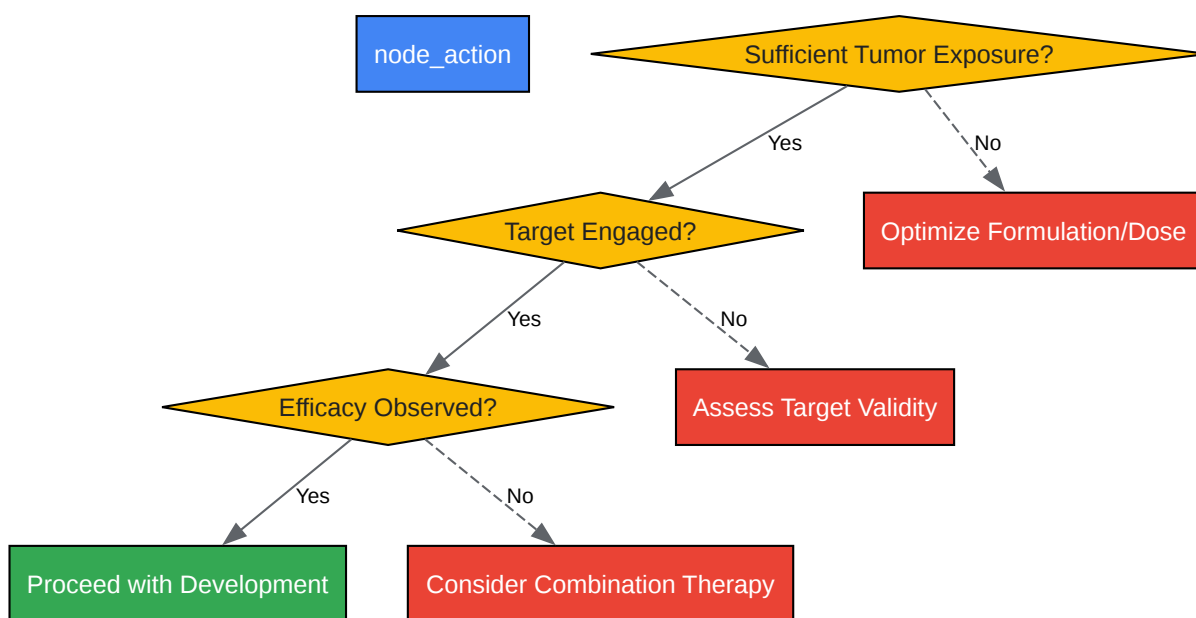 node_action
Sufficient Tumor Exposure?
Yes
No
Target Engaged?
Optimize Formulation/Dose
Yes
No
Efficacy Observed?
Assess Target Validity
Yes
No
Proceed with Development
Consider Combination Therapy